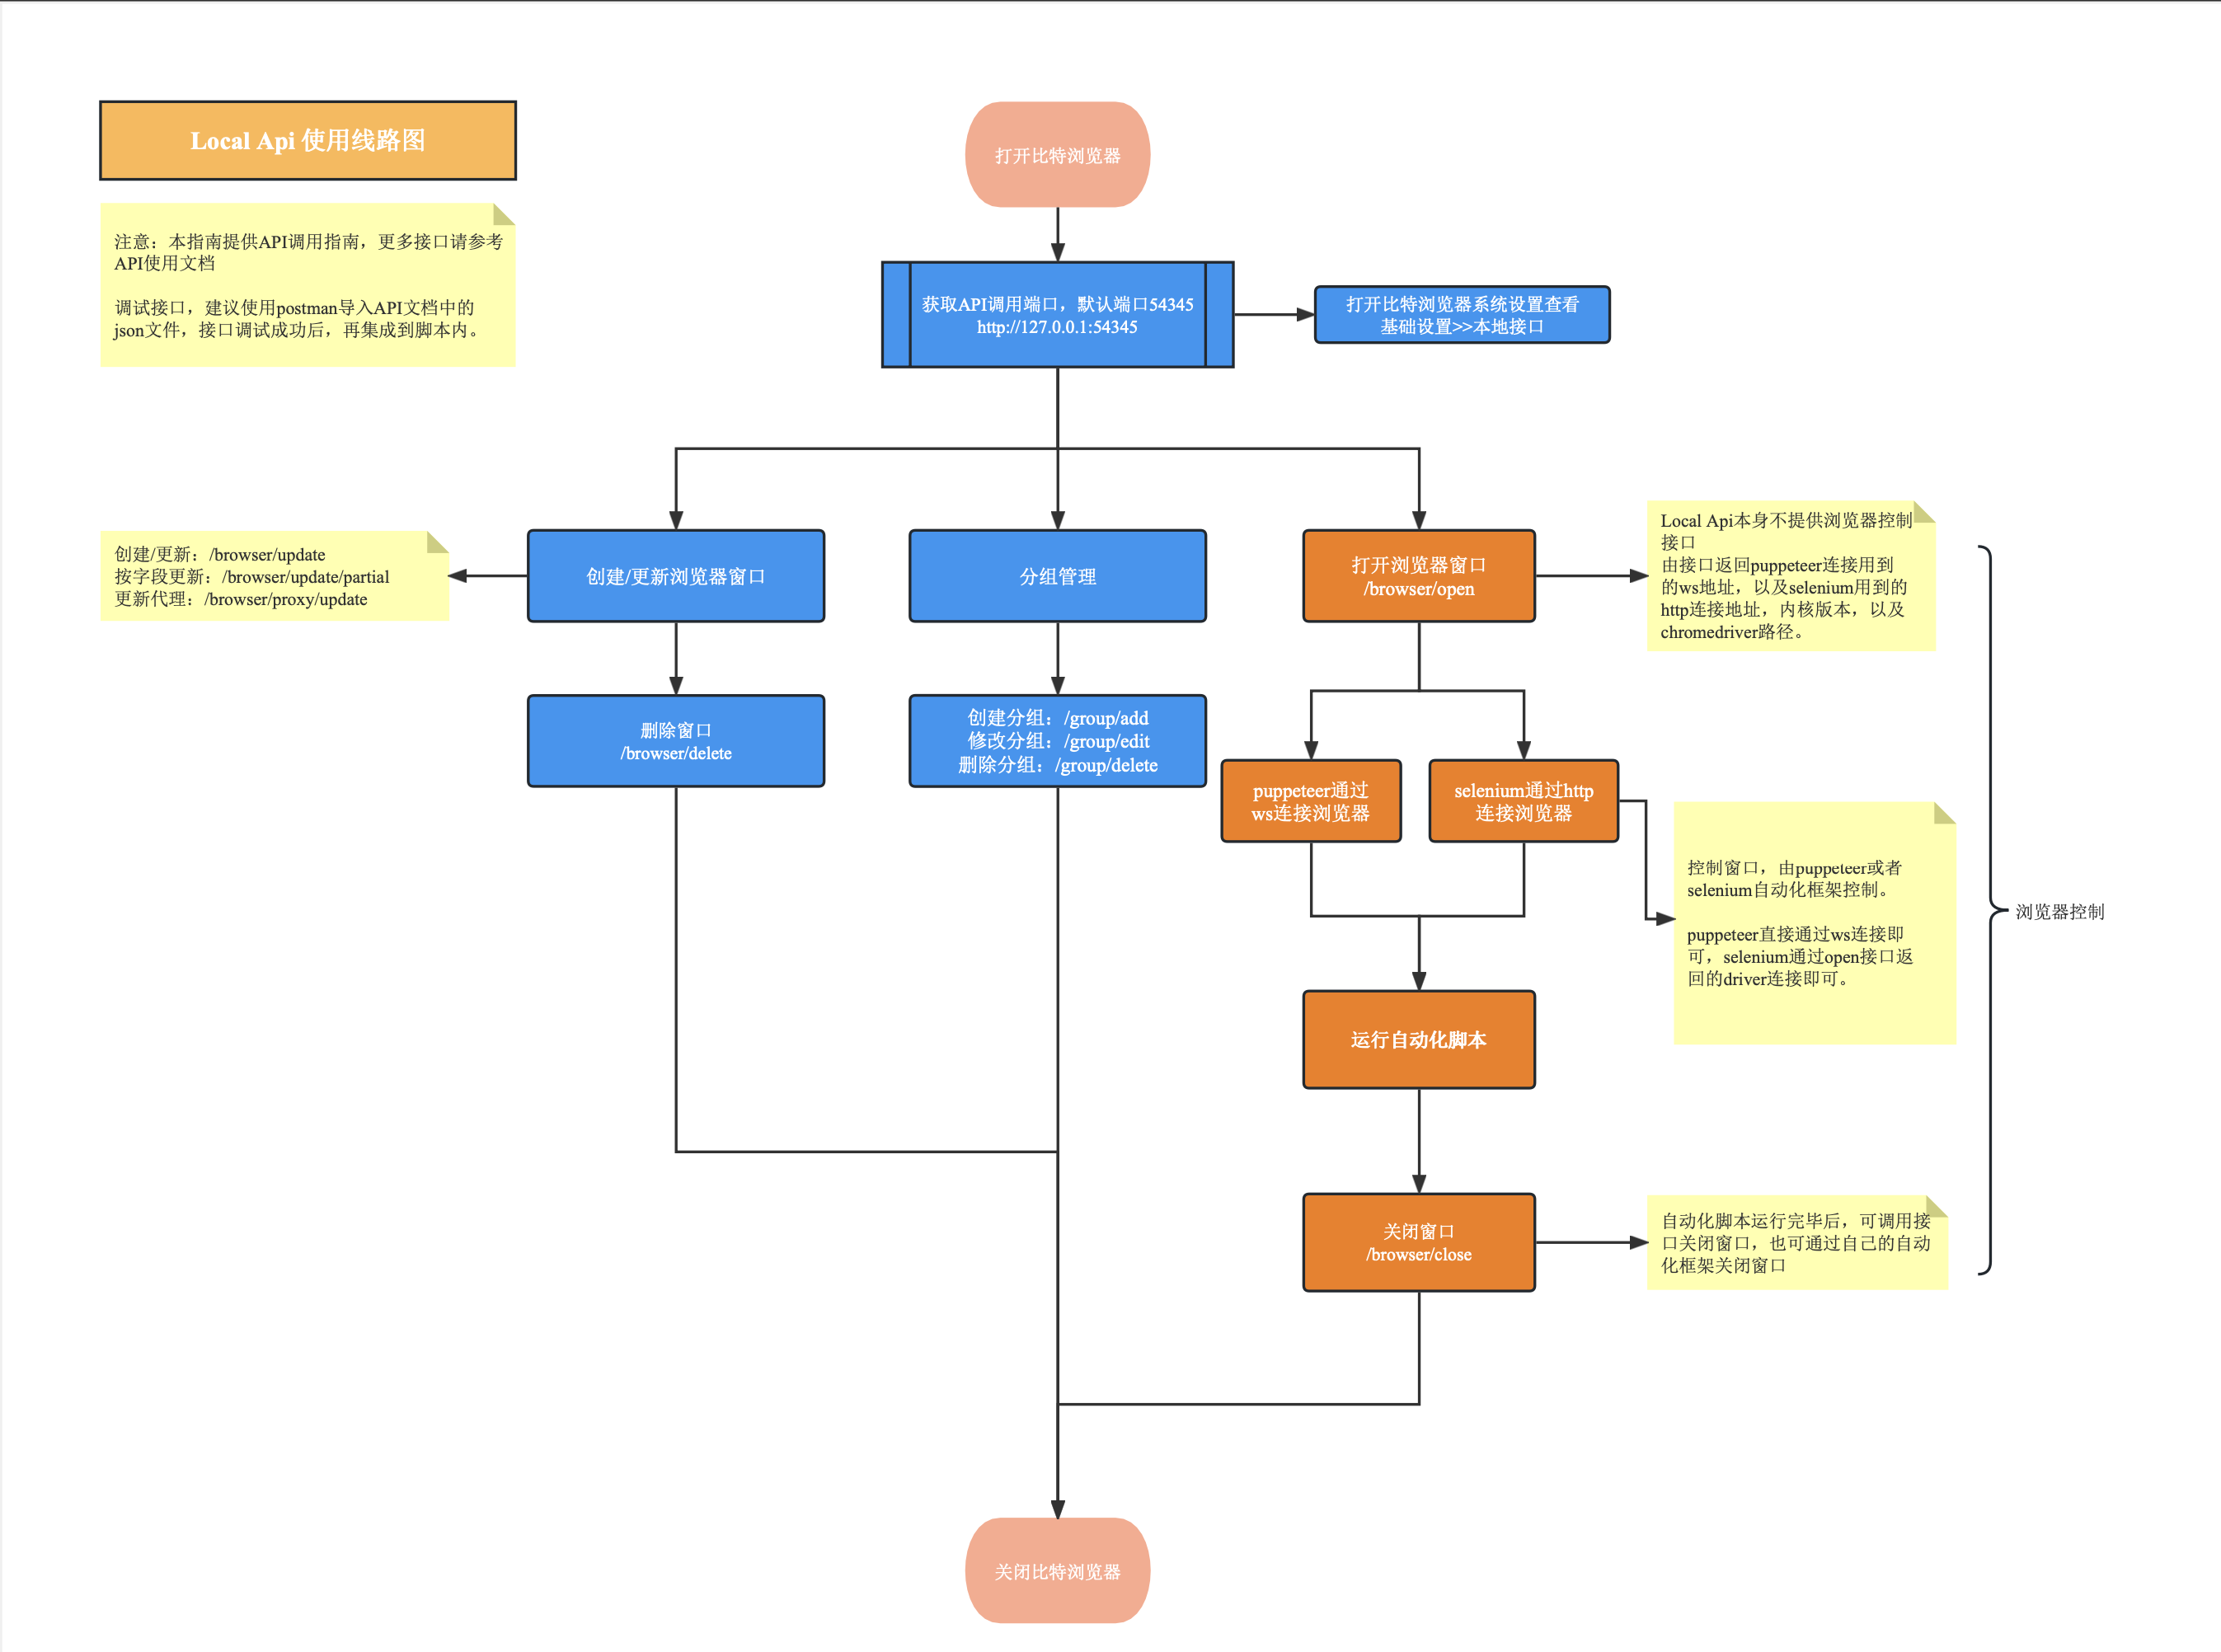 Local Api 使用线路图
注意：本指南提供API调用指南，更多接口请参考
API使用文档
调试接口，建议使用postman导入API文档中的
json文件，接口调试成功后，再集成到脚本内。
打开比特浏览器
获取API调用端口，默认端口54345
http://127.0.0.1:54345
打开比特浏览器系统设置查看
基础设置>>本地接口
创建/更新：/browser/update
按字段更新：/browser/update/partial
更新代理：/browser/proxy/update
创建/更新浏览器窗口
分组管理
打开浏览器窗口
/browser/open
Local Api本身不提供浏览器控制
接口
由接口返回puppeteer连接用到
的ws地址，以及selenium用到的
http连接地址，内核版本，以及
chromedriver路径。
删除窗口
/browser/delete
创建分组：/group/add
修改分组：/group/edit
删除分组：/group/delete
puppeteer通过
ws连接浏览器
selenium通过http
连接浏览器
控制窗口，由puppeteer或者
selenium自动化框架控制。
puppeteer直接通过ws连接即
可，selenium通过open接口返
回的driver连接即可。
浏览器控制
运行自动化脚本
关闭窗口
/browser/close
自动化脚本运行完毕后，可调用接
口关闭窗口，也可通过自己的自动
化框架关闭窗口
关闭比特浏览器